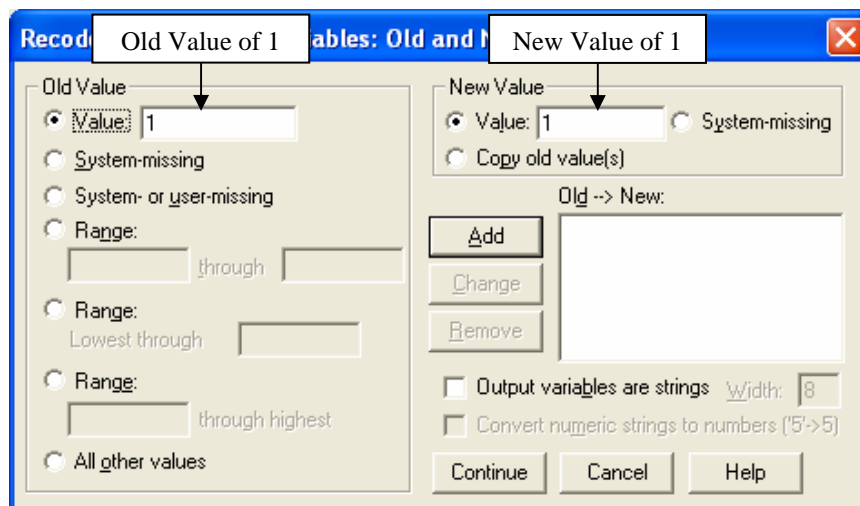 Recod
ables: Old and N
Old Value of 1
New Value of 1
Old Value
Value: 1
System-missing
System- or user-missing
Range:
through
Range:
Lowest through
Range:
through highest
All other values
New Value
Value: 1
System-missing
Copy old value(s)
Old --> New:
Add
Change
Remove
Output variables are strings
Width: 8
Convert numeric strings to numbers ('5'->5)
Continue
Cancel
Help